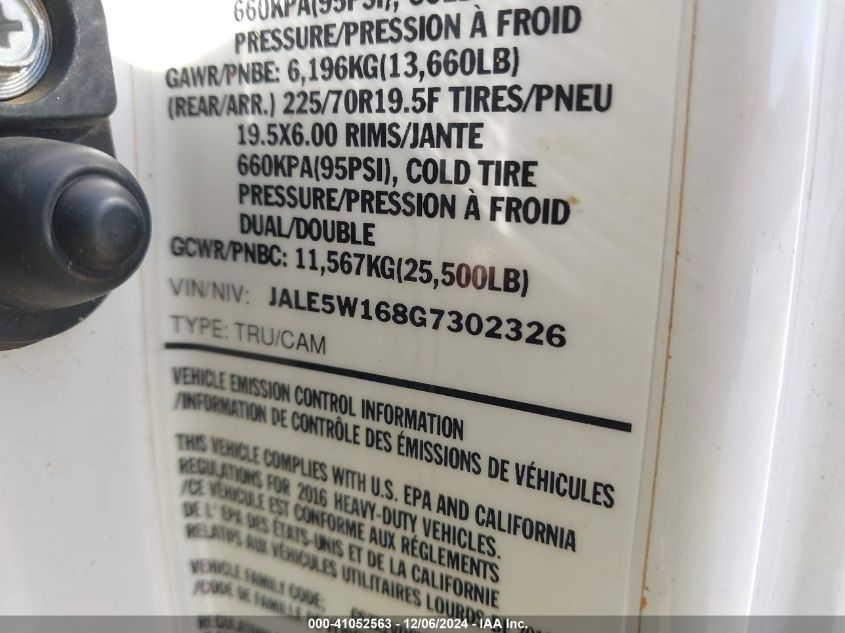 660KPA(95PSI), COLD
PRESSURE/PRESSION À FROID
GAWR/PNBE: 6,196KG(13,660LB)
(REAR/ARR.) 225/70R19.5F TIRES/PNEU
19.5X6.00 RIMS/JANTE
660KPA(95PSI), COLD TIRE
PRESSURE/PRESSION À FROID
DUAL/DOUBLE
GCWR/PNBC: 11,567KG(25,500LB)
VIN/NIV: JALE5W168G7302326
TYPE: TRU/CAM
VEHICLE EMISSION CONTROL INFORMATION
/INFORMATION DE CONTRÔLE DES ÉMISSIONS DE VÉHICULES
THIS VEHICLE COMPLIES WITH U.S. EPA AND CALIFORNIA
REGULATIONS FOR 2016 HEAVY-DUTY VEHICLES.
/CE VÉHICULE EST CONFORME AUX RÉGLEMENTS
DE L' EPA DES ÉTATS-UNIS ET DE LA CALIFORNIE
RELATIFS AUX VÉHICULES UTILITAIRES LOURDS
VEHICLE FAMILY CODE:
/CODE DE FAMILLE
000-41052563 - 12/06/2024 - IAA Inc.